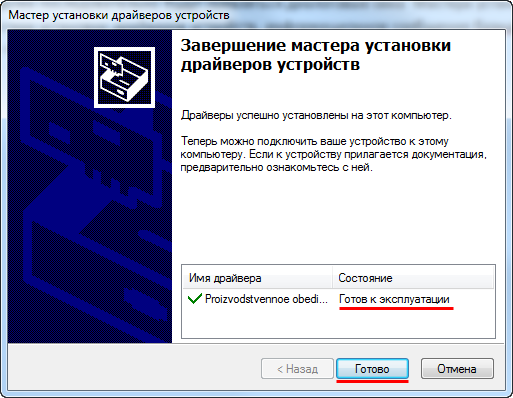 Мастер установки драйверов устройств
Завершение мастера установки
драйверов устройств
Драйверы успешно установлены на этот компьютер.
Теперь можно подключить ваше устройство к этому
компьютеру. Если к устройству прилагается документация,
предварительно ознакомьтесь с ней.
Имя драйвера Состояние
Proizvodstvennoe obedi... Готов к эксплуатации
< Назад Готово Отмена